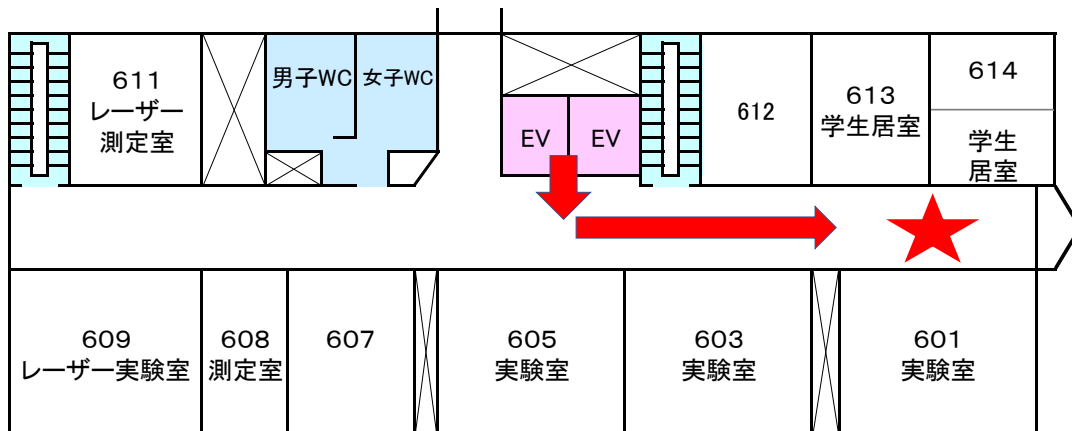 611
レーザー
測定室
男子WC
女子WC
EV
EV
612
613
学生居室
614
学生
居室
609
レーザー実験室
608
測定室
607
605
実験室
603
実験室
601
実験室